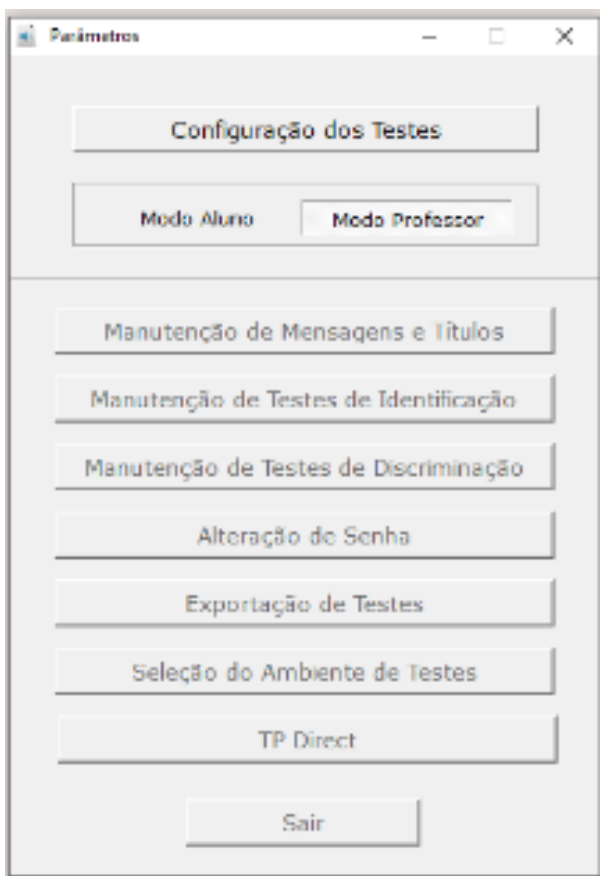 Parâmetros
Configuração dos Testes
Modo Aluno Modo Professor
Manutenção de Mensagens e Títulos
Manutenção de Testes de Identificação
Manutenção de Testes de Discriminação
Alteração de Senha
Exportação de Testes
Seleção do Ambiente de Testes
TP Direct
Sair